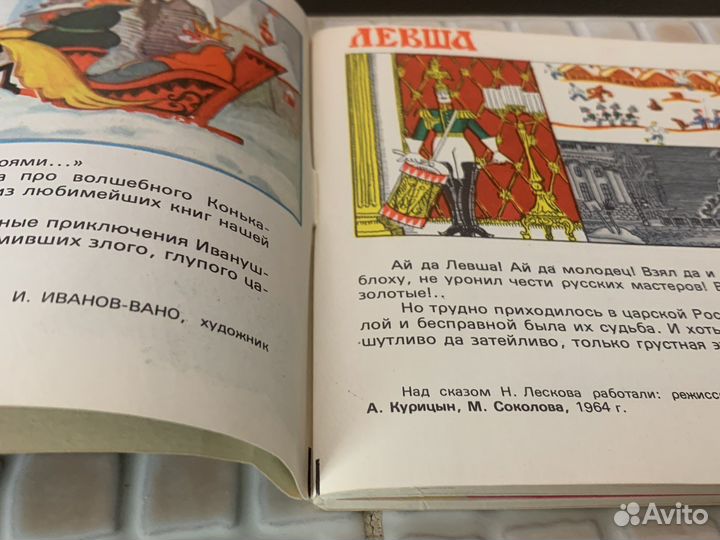 оями...»
а про волшебного Конька-
из любимейших книг нашей
ные приключения Ивануш-
мивших злого, глупого ца-
И. ИВАНОВ-ВАНО, художник
ЛЕВША
Ай да Левша! Ай да молодец! Взял да и
блоху, не уронил чести русских мастеров!
золотые!..
Но трудно приходилось в царской Рос
лой и бесправной была их судьба. И хоть
шутливо да затейливо, только грустная э
Над сказом Н. Лескова работали: режисс
А. Курицын, М. Соколова, 1964 г.
Avito